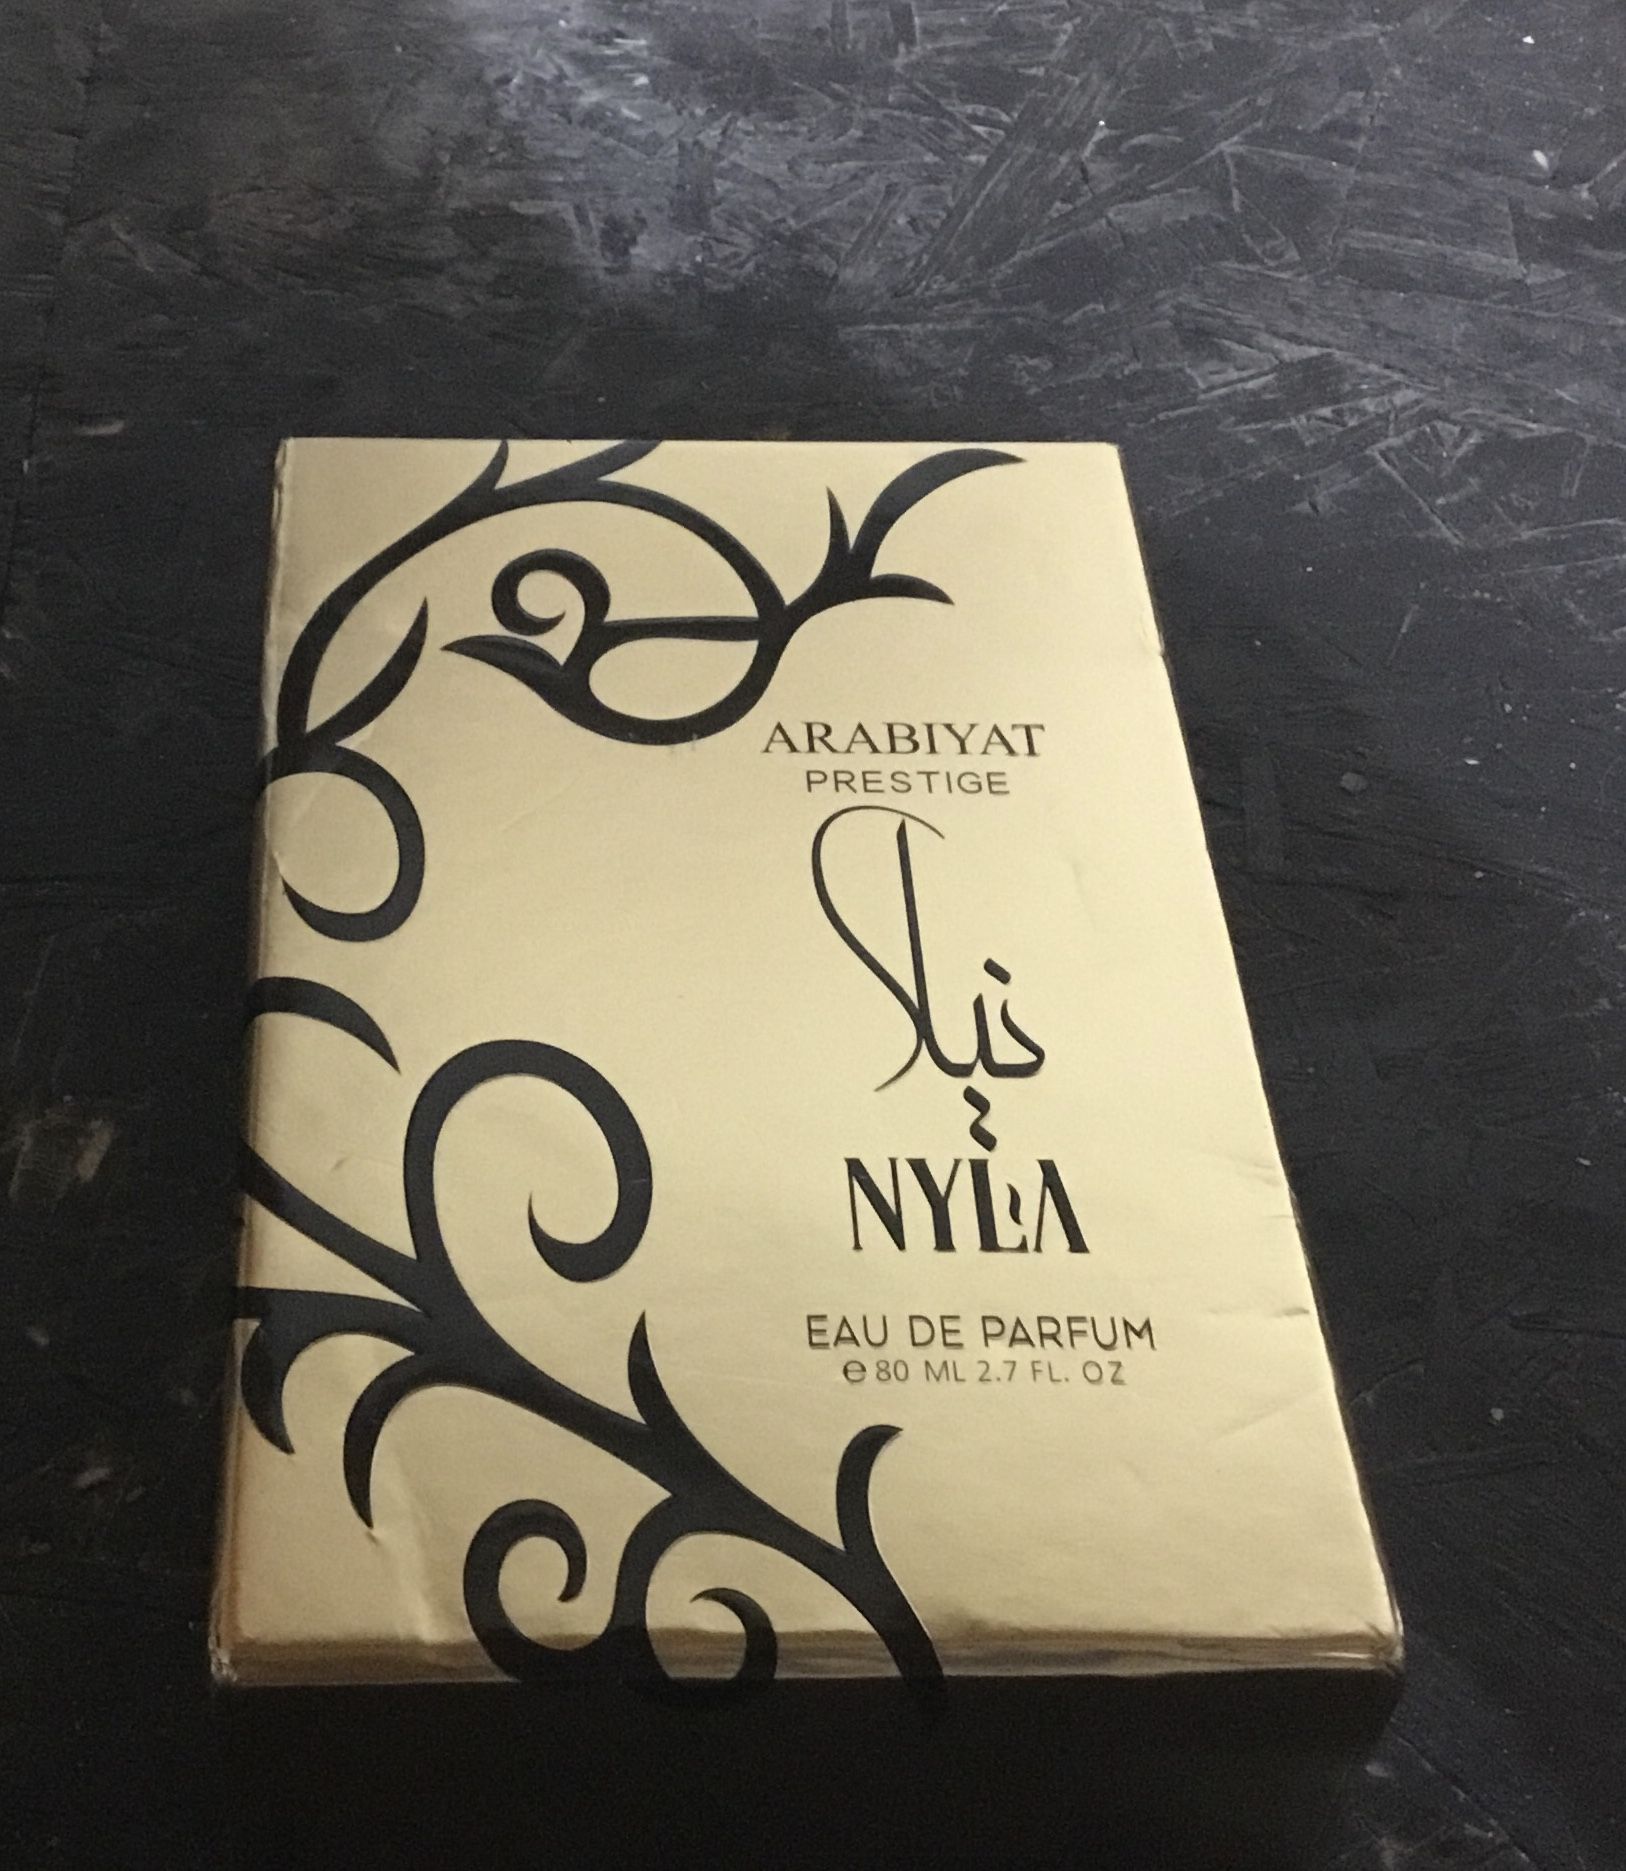 ARABIYAT
PRESTIGE
نيلا
NYLA
EAU DE PARFUM
℮ 80 ML 2.7 FL. OZ